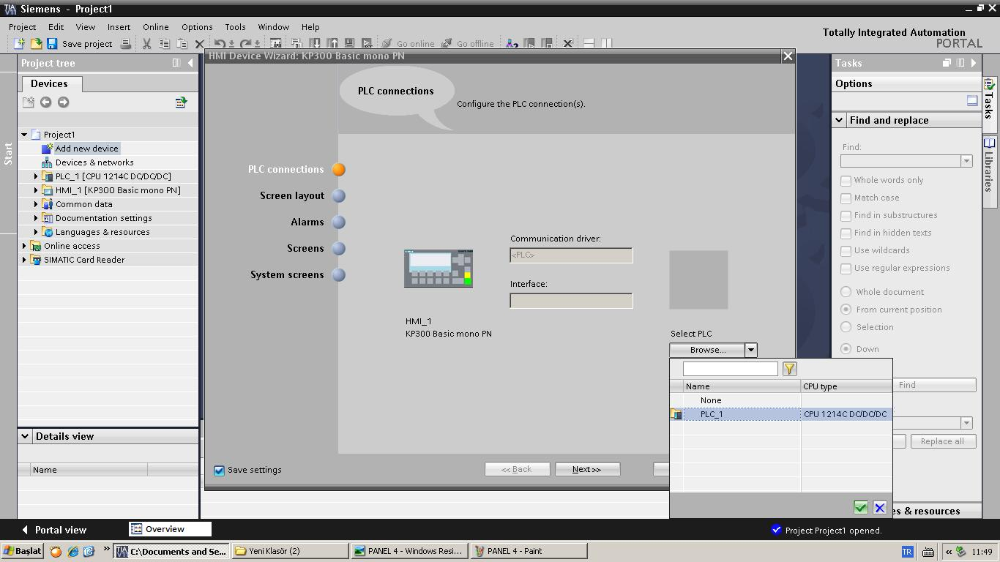 Siemens - Project1
Project Edit View Insert Online Options Tools Window Help
Totally Integrated Automation
PORTAL
Save project Go online Go offline
Project tree
Devices
Start
Project1
Add new device
Devices & networks
PLC_1 [CPU 1214C DC/DC/DC]
HMI_1 [KP300 Basic mono PN]
Common data
Documentation settings
Languages & resources
Online access
SIMATIC Card Reader
Details view
Name
HMI Device Wizard: KP300 Basic mono PN
PLC connections
Configure the PLC connection(s).
PLC connections
Screen layout
Alarms
Screens
System screens
Communication driver:
<PLC>
Interface:
HMI_1
KP300 Basic mono PN
Select PLC
Browse...
Name CPU type
None
PLC_1 CPU 1214C DC/DC/DC
Save settings
<< Back Next >>
Tasks
Options
Find and replace
Find:
Whole words only
Match case
Find in substructures
Find in hidden texts
Use wildcards
Use regular expressions
Whole document
From current position
Selection
Down
Find
Replace all
es & resources
Tasks
Libraries
Portal view Overview
Project Project1 opened.
Başlat C:\Documents and Se... Yeni Klasör (2) PANEL 4 - Windows Resi... PANEL 4 - Paint TR 11:49